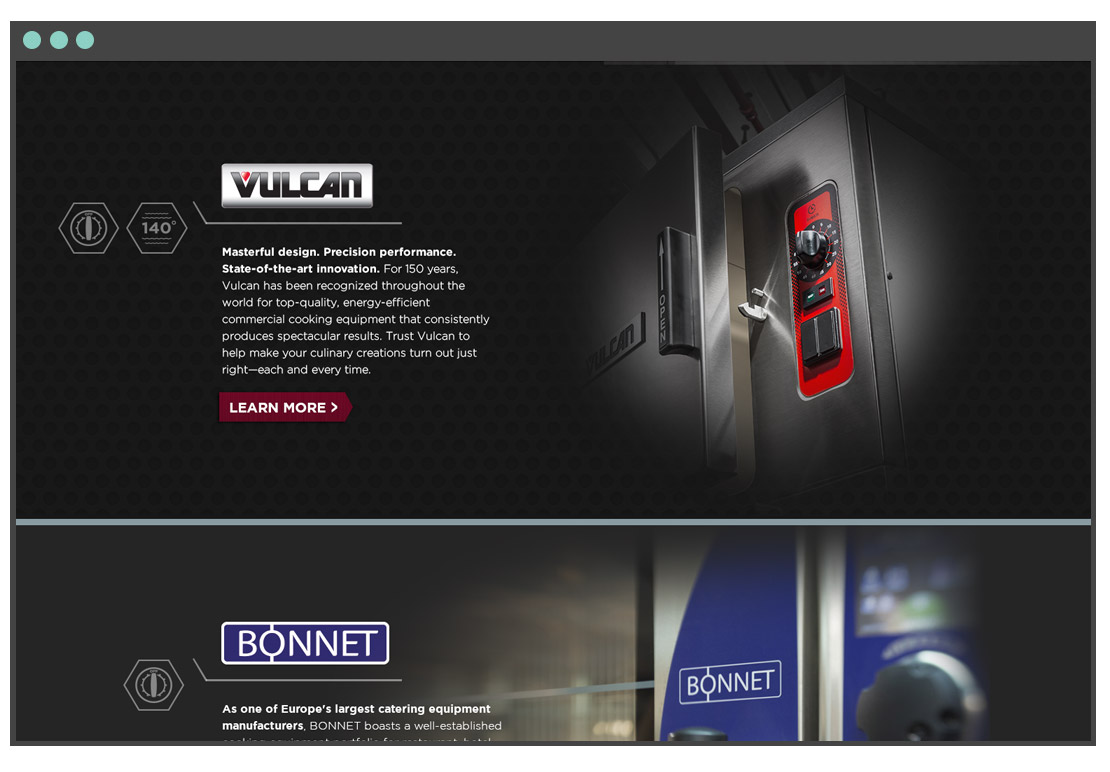 VULCAN
140°
Masterful design. Precision performance.
State-of-the-art innovation. For 150 years,
Vulcan has been recognized throughout the
world for top-quality, energy-efficient
commercial cooking equipment that consistently
produces spectacular results. Trust Vulcan to
help make your culinary creations turn out just
right—each and every time.
LEARN MORE >
OPEN
VULCAN
BONNET
BONNET
As one of Europe's largest catering equipment
manufacturers, BONNET boasts a well-established